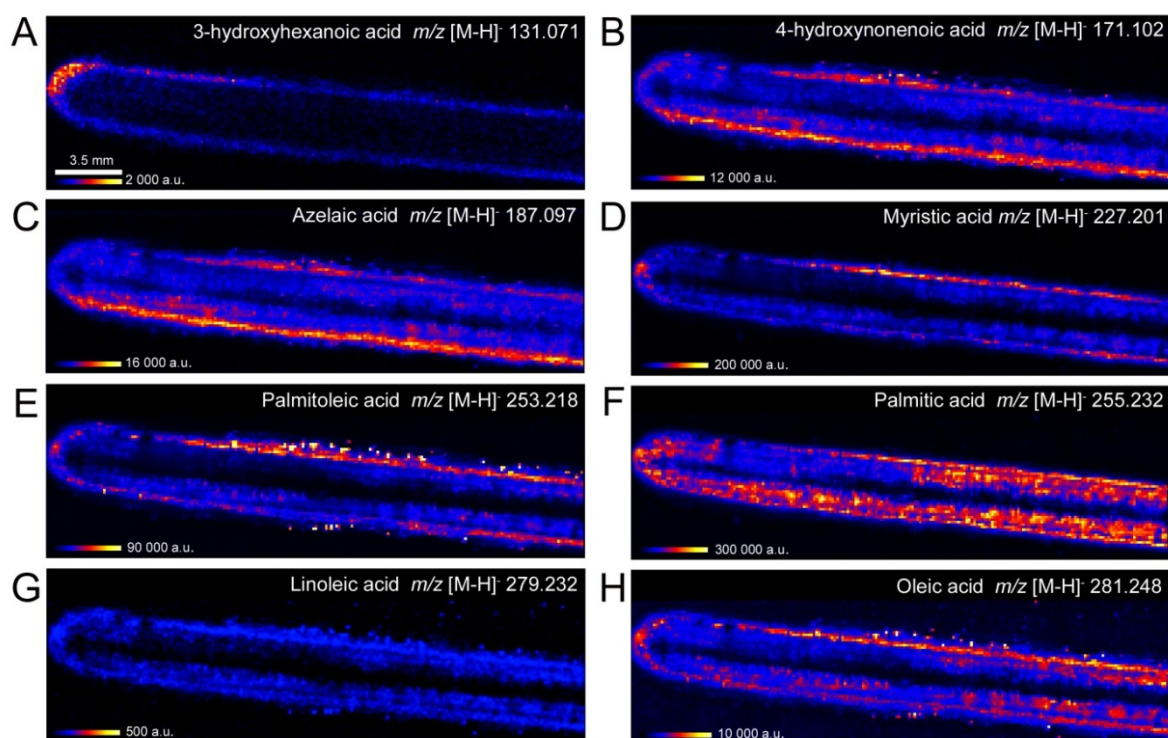 A
3-hydroxyhexanoic acid m/z [M-H]- 131.071
3.5 mm
2 000 a.u.
B
4-hydroxynonenoic acid m/z [M-H]- 171.102
12 000 a.u.
C
Azelaic acid m/z [M-H]- 187.097
16 000 a.u.
D
Myristic acid m/z [M-H]- 227.201
200 000 a.u.
E
Palmitoleic acid m/z [M-H]- 253.218
90 000 a.u.
F
Palmitic acid m/z [M-H]- 255.232
300 000 a.u.
G
Linoleic acid m/z [M-H]- 279.232
500 a.u.
H
Oleic acid m/z [M-H]- 281.248
10 000 a.u.